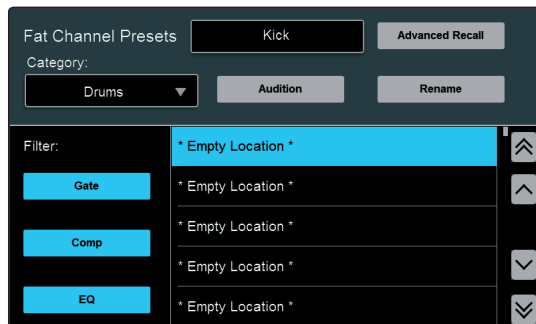 Fat Channel Presets
Kick
Advanced Recall
Category:
Drums
Audition
Rename
Filter:
* Empty Location *
Gate
* Empty Location *
* Empty Location *
Comp
* Empty Location *
EQ
* Empty Location *